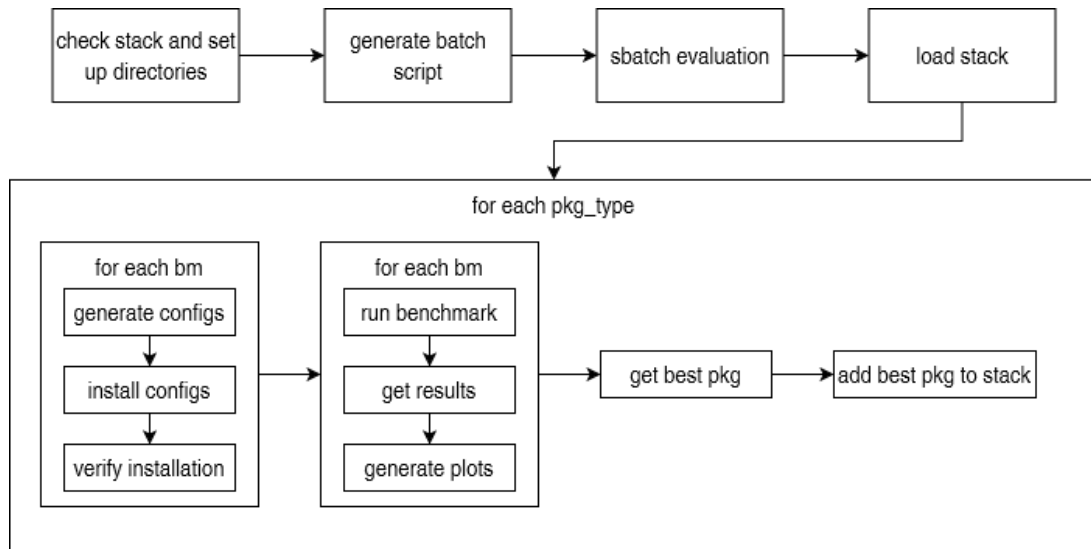 check stack and set
up directories
generate batch
script
sbatch evaluation
load stack
for each pkg_type
for each bm
generate configs
install configs
verify installation
for each bm
run benchmark
get results
generate plots
get best pkg
add best pkg to stack